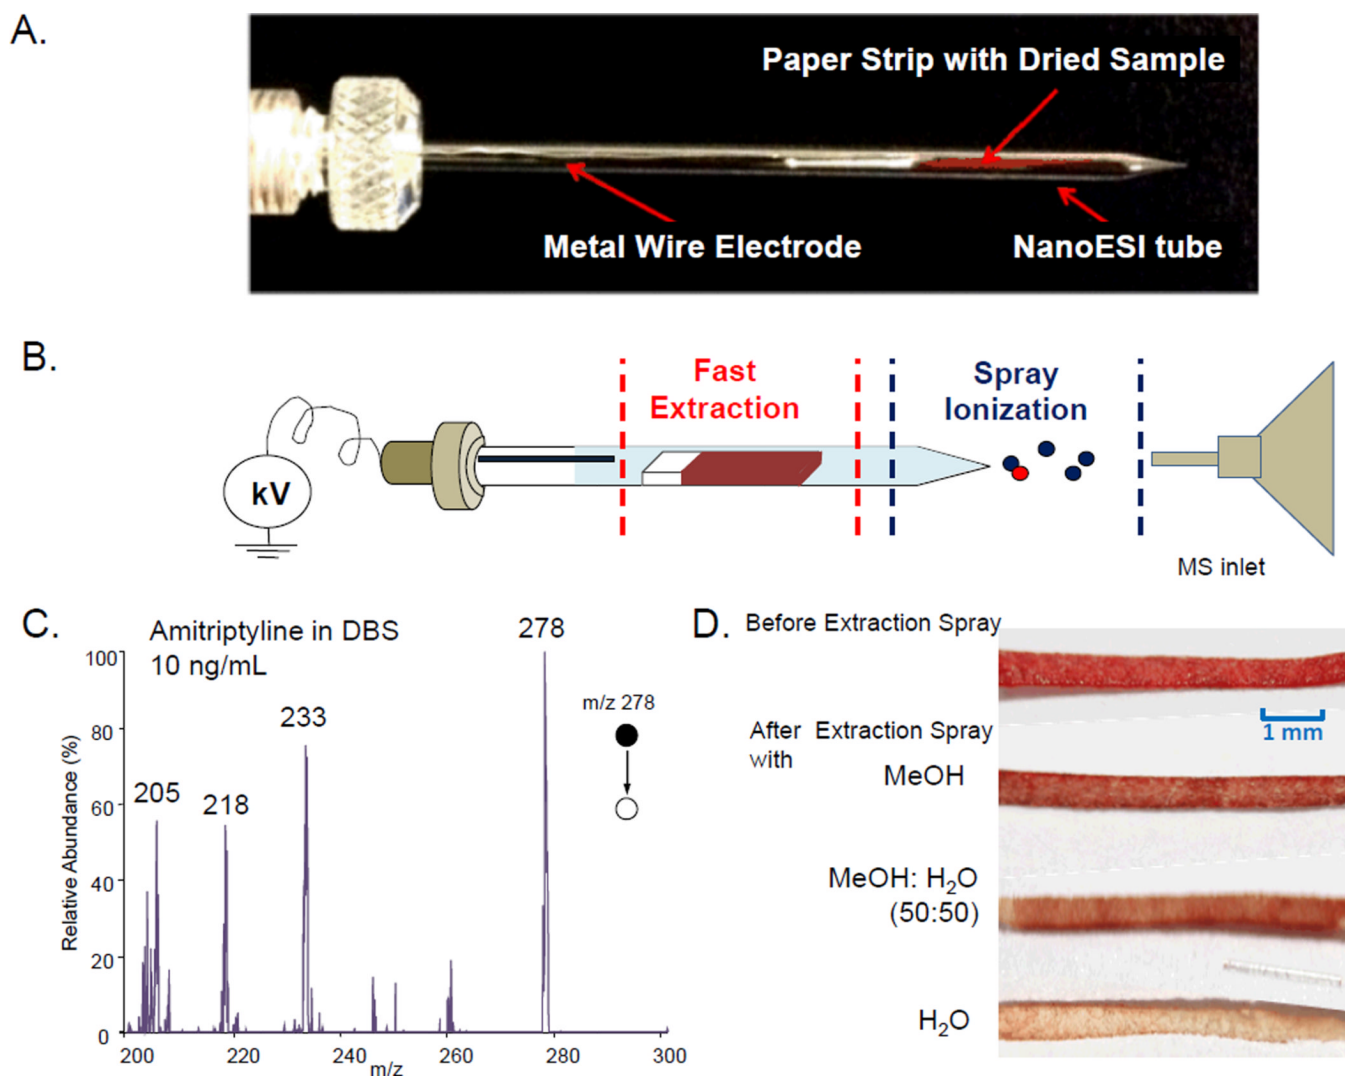 A.
Paper Strip with Dried Sample
Metal Wire Electrode
NanoESI tube
B.
Fast
Extraction
Spray
Ionization
kV
MS inlet
C.
Amitriptyline in DBS
10 ng/mL
278
m/z 278
233
205
218
Relative Abundance (%)
100
80
60
40
20
0
200
220
240
260
280
300
m/z
D.
Before Extraction Spray
1 mm
After Extraction Spray
with
MeOH
MeOH: H₂O
(50:50)
H₂O